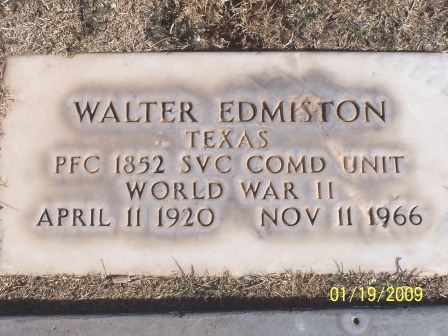 WALTER EDMISTON
TEXAS
PFC 1852 SVC COMD UNIT
WORLD WAR II
APRIL 11 1920 NOV 11 1966
01/19/2009